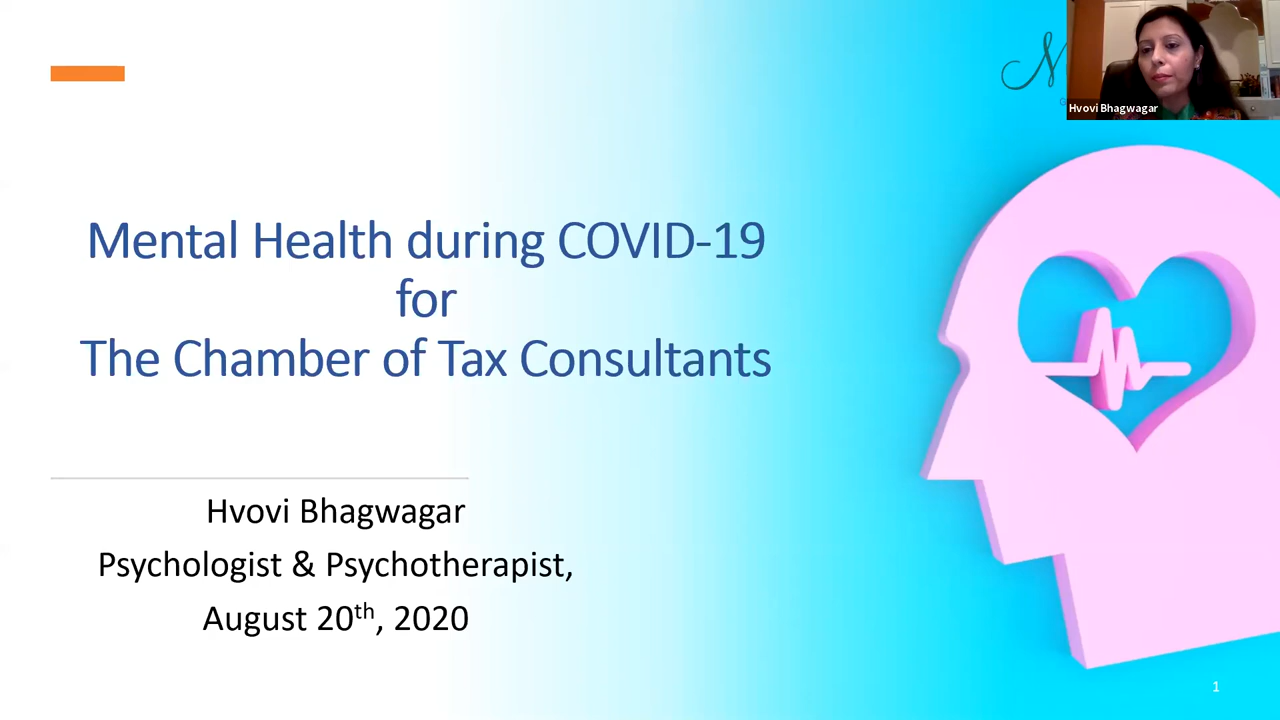 Hvovi Bhagwagar
Mental Health during COVID-19
for
The Chamber of Tax Consultants
Hvovi Bhagwagar
Psychologist & Psychotherapist,
August 20th, 2020
1